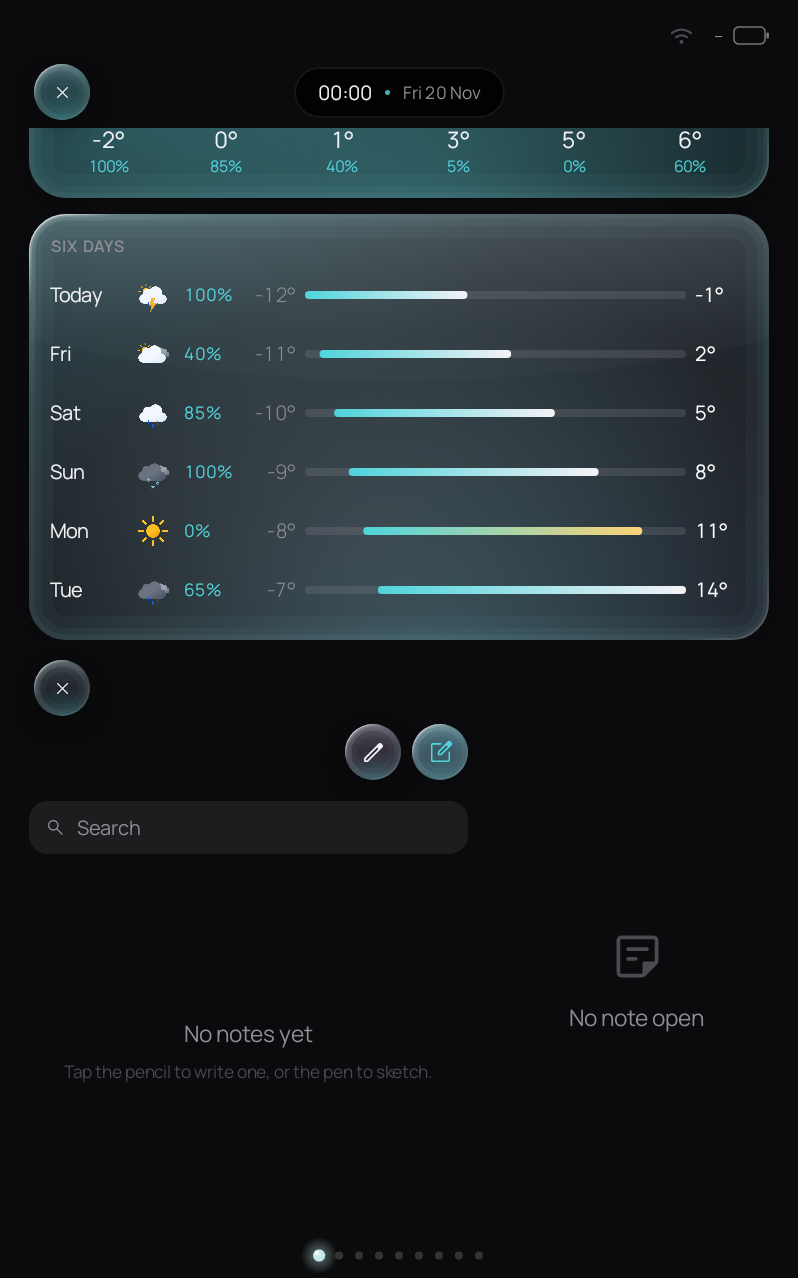 –
00:00 • Fri 20 Nov
-2° 0° 1° 3° 5° 6°
100% 85% 40% 5% 0% 60%
SIX DAYS
Today 100% -12° -1°
Fri 40% -11° 2°
Sat 85% -10° 5°
Sun 100% -9° 8°
Mon 0% -8° 11°
Tue 65% -7° 14°
Search
No note open
No notes yet
Tap the pencil to write one, or the pen to sketch.